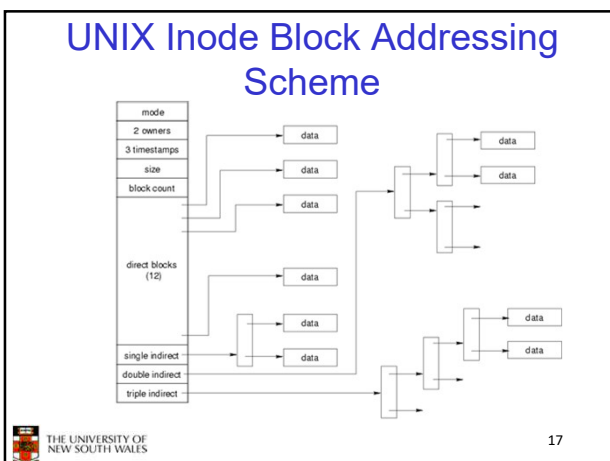 UNIX Inode Block Addressing
Scheme
mode
2 owners
3 timestamps
size
block count
direct blocks
(12)
single indirect
double indirect
triple indirect
data
data
data
data
data
data
data
data
data
data
THE UNIVERSITY OF
NEW SOUTH WALES
17